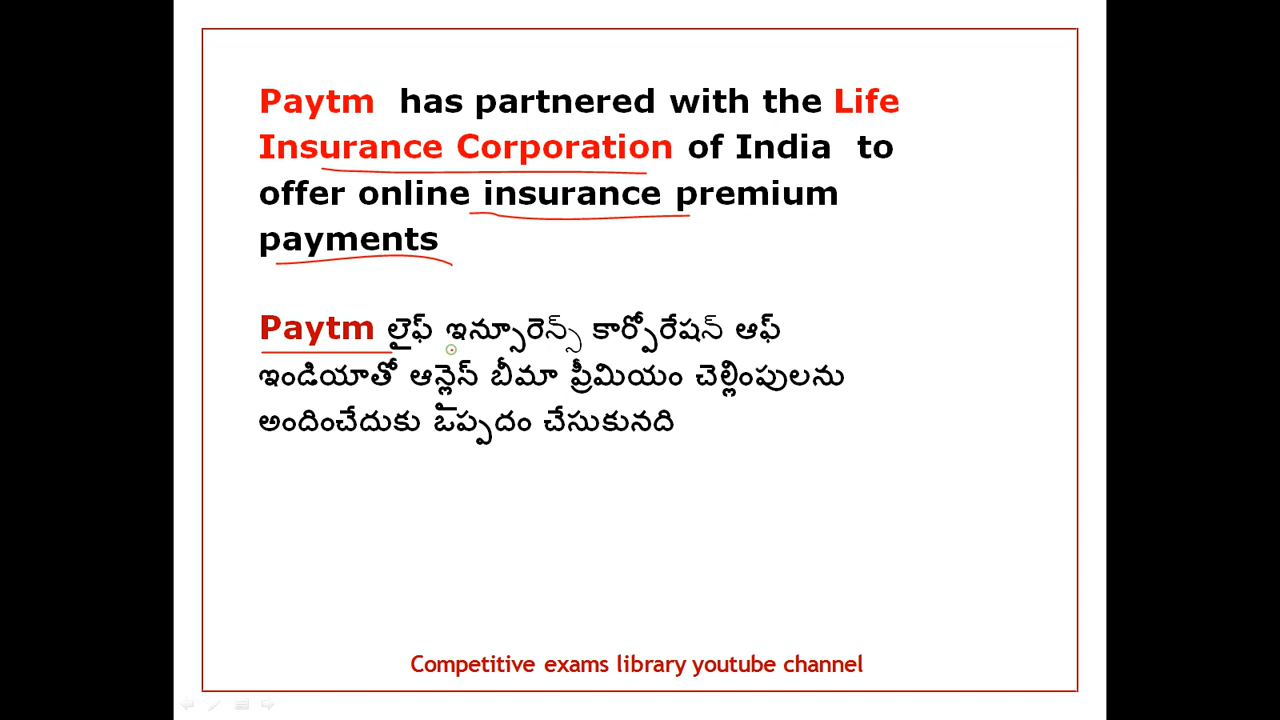 Paytm has partnered with the Life
Insurance Corporation of India to
offer online insurance premium
payments
Paytm లైఫ్ ఇన్సూరెన్స్ కార్పోరేషన్ ఆఫ్
ఇండియాతో ఆన్లైన్ బీమా ప్రీమియం చెల్లింపులను
అందించేదుకు ఒప్పదం చేసుకునది
Competitive exams library youtube channel